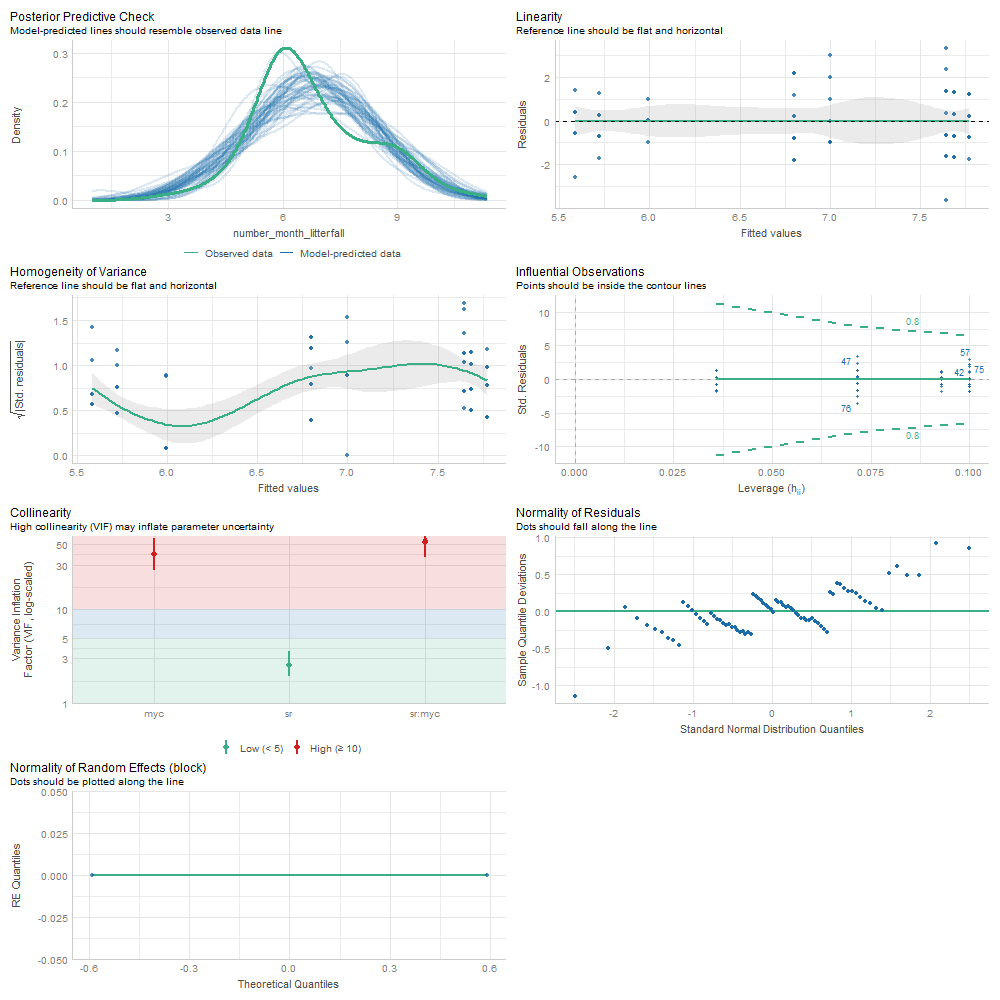 Posterior Predictive Check
Model-predicted lines should resemble observed data line
Density
0.3
0.2
0.1
0.0
3
6
9
number_month_litterfall
Observed data
Model-predicted data
Linearity
Reference line should be flat and horizontal
Residuals
2
0
-2
5.5
6.0
6.5
7.0
7.5
Fitted values
Homogeneity of Variance
Reference line should be flat and horizontal
√|Std. residuals|
1.5
1.0
0.5
0.0
5.5
6.0
6.5
7.0
7.5
Fitted values
Influential Observations
Points should be inside the contour lines
Std. Residuals
10
5
0
-5
-10
0.8
57
47
75
42
76
0.8
0.000
0.025
0.050
0.075
0.100
Leverage (hii)
Collinearity
High collinearity (VIF) may inflate parameter uncertainty
Variance Inflation
Factor (VIF, log-scaled)
50
30
10
5
3
1
myc
sr
sr:myc
Low (< 5)
High (≥ 10)
Normality of Residuals
Dots should fall along the line
Sample Quantile Deviations
1.0
0.5
0.0
-0.5
-1.0
-2
-1
0
1
2
Standard Normal Distribution Quantiles
Normality of Random Effects (block)
Dots should be plotted along the line
RE Quantiles
0.050
0.025
0.000
-0.025
-0.050
-0.6
-0.3
0.0
0.3
0.6
Theoretical Quantiles